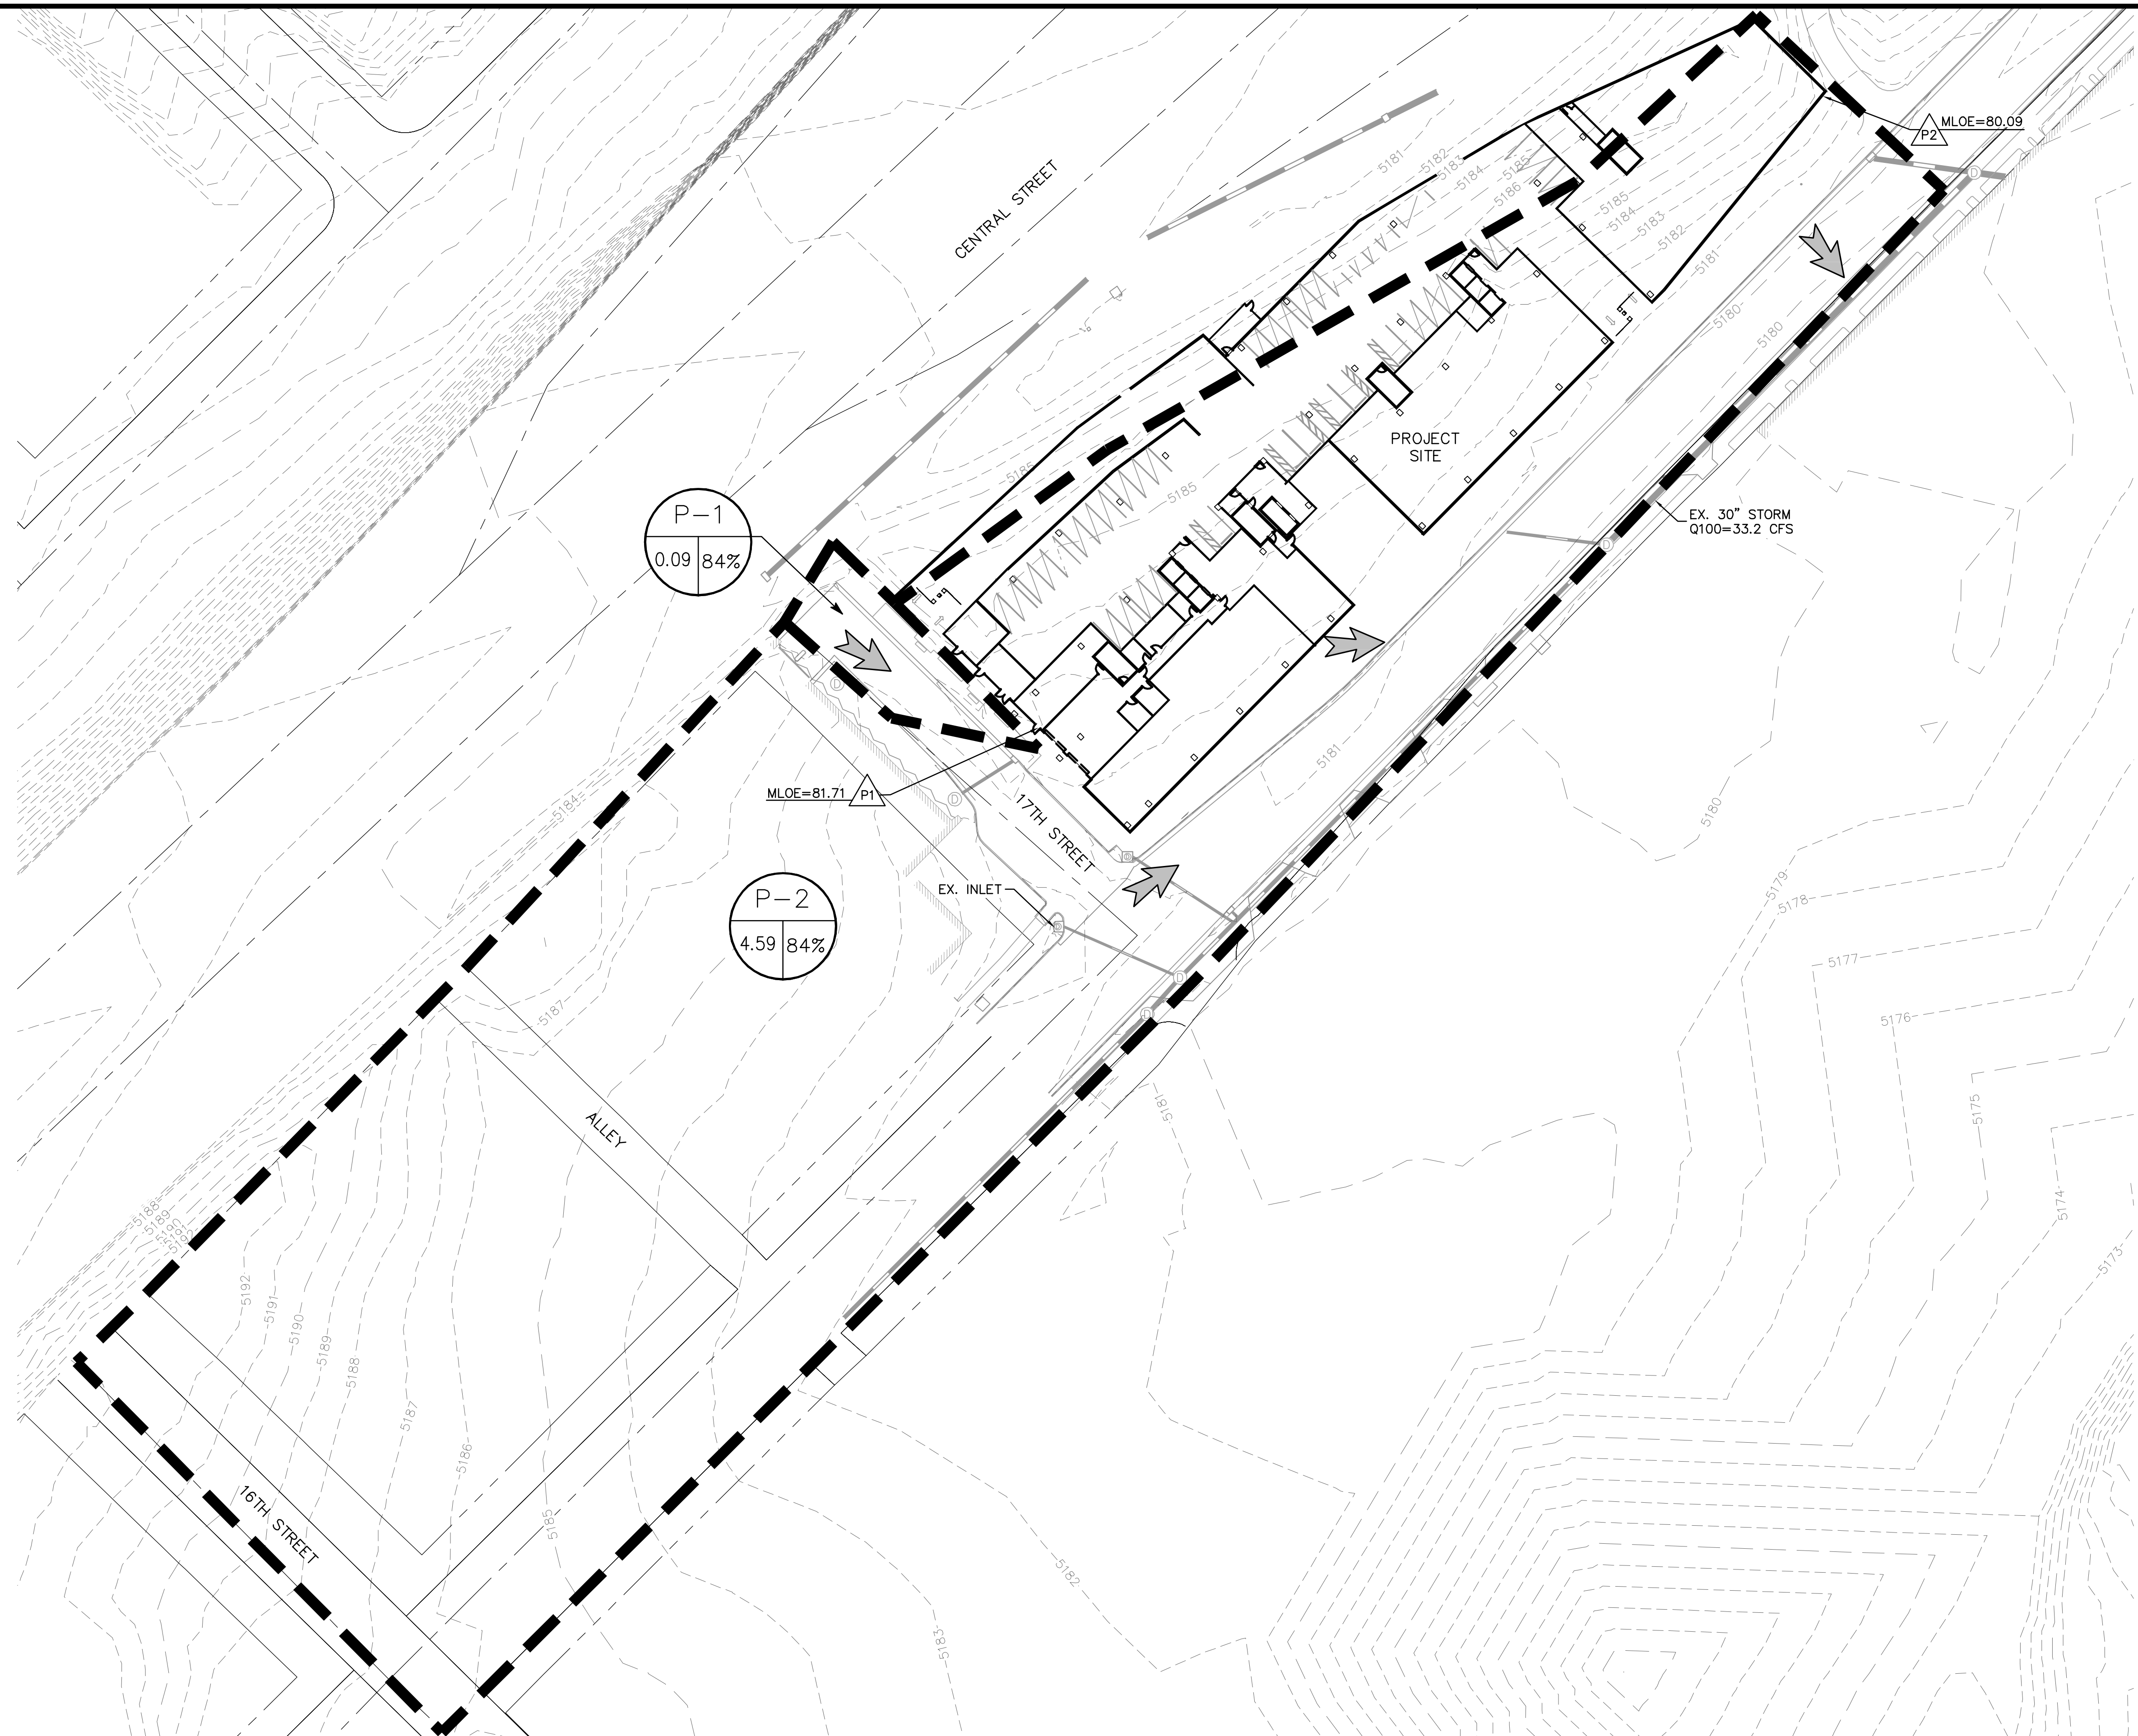 CENTRAL STREET
5181
5182
5183
5184
5185
5186
5185
5184
5183
5182
5181
5180
5180
P2
MLOE=80.09
D
PROJECT
SITE
5185
5185
P-1
0.09
84%
EX. 30" STORM
Q100=33.2 CFS
D
D
MLOE=81.71
P1
D
17TH STREET
5181
5180
5184
P-2
4.59
84%
EX. INLET
D
D
5187
5179
5178
5177
5176
5175
5174
5173
5181
ALLEY
5188
5189
5192
5191
5190
5189
5188
5187
5186
5185
16TH STREET
5182
5183